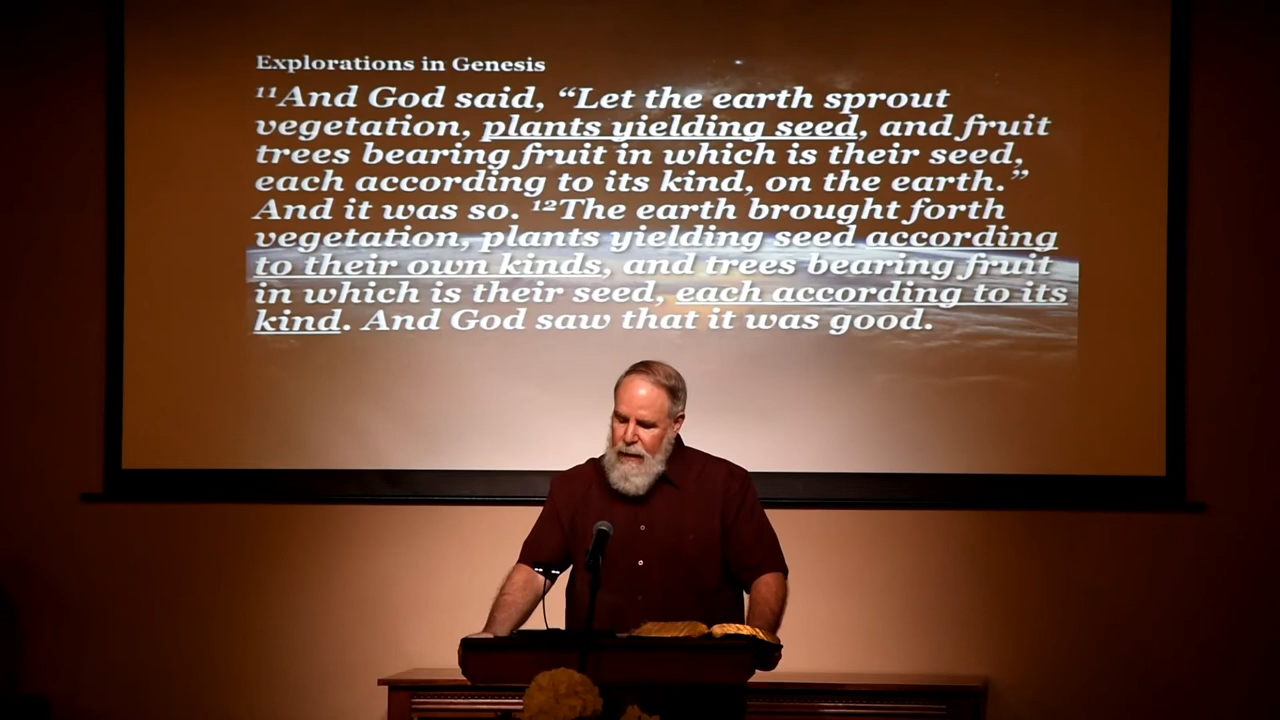 Explorations in Genesis
¹¹And God said, “Let the earth sprout
vegetation, plants yielding seed, and fruit
trees bearing fruit in which is their seed,
each according to its kind, on the earth.”
And it was so. ¹²The earth brought forth
vegetation, plants yielding seed according
to their own kinds, and trees bearing fruit
in which is their seed, each according to its
kind. And God saw that it was good.